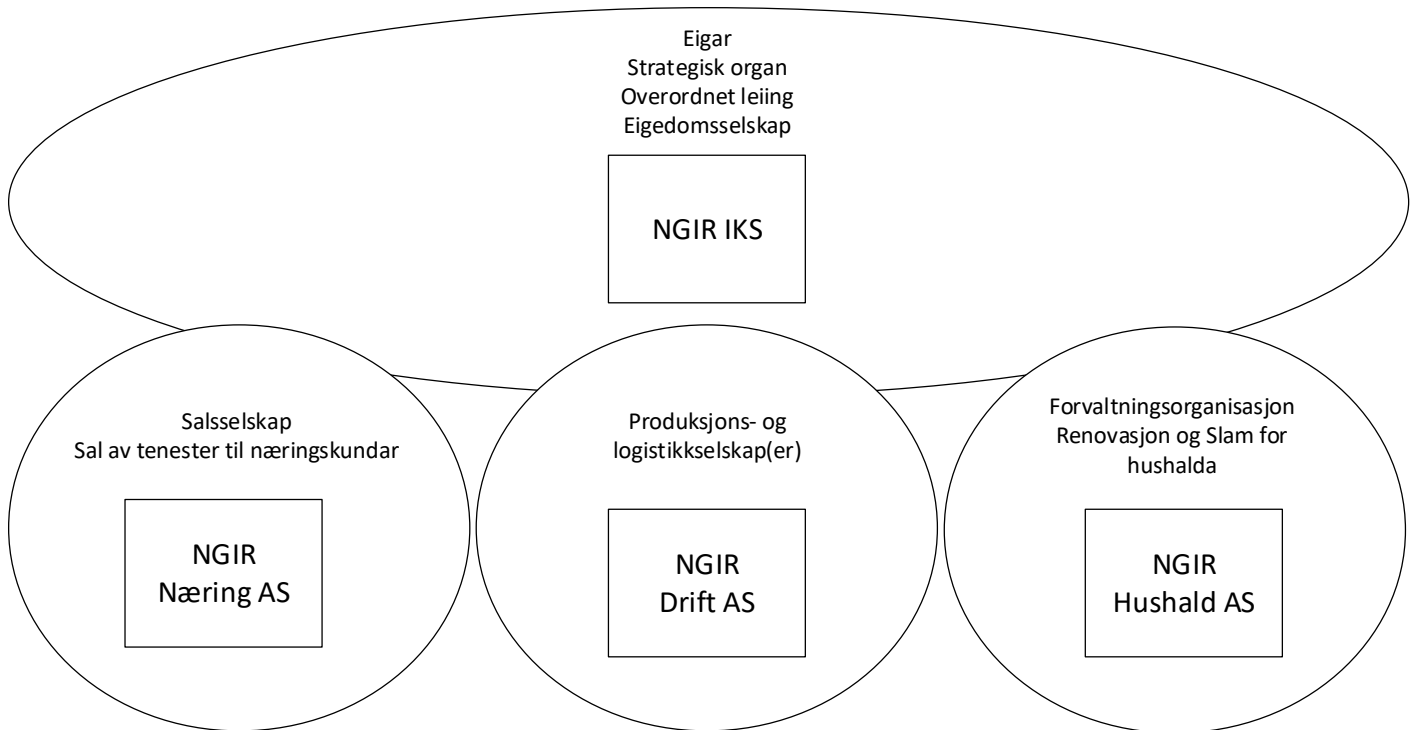 Eigar
Strategisk organ
Overordnet leiing
Eigedomsselskap
NGIR IKS
Salsselskap
Sal av tenester til næringskundar
NGIR
Næring AS
Produksjons- og
logistikkselskap(er)
NGIR
Drift AS
Forvaltningsorganisasjon
Renovasjon og Slam for
hushalda
NGIR
Hushald AS